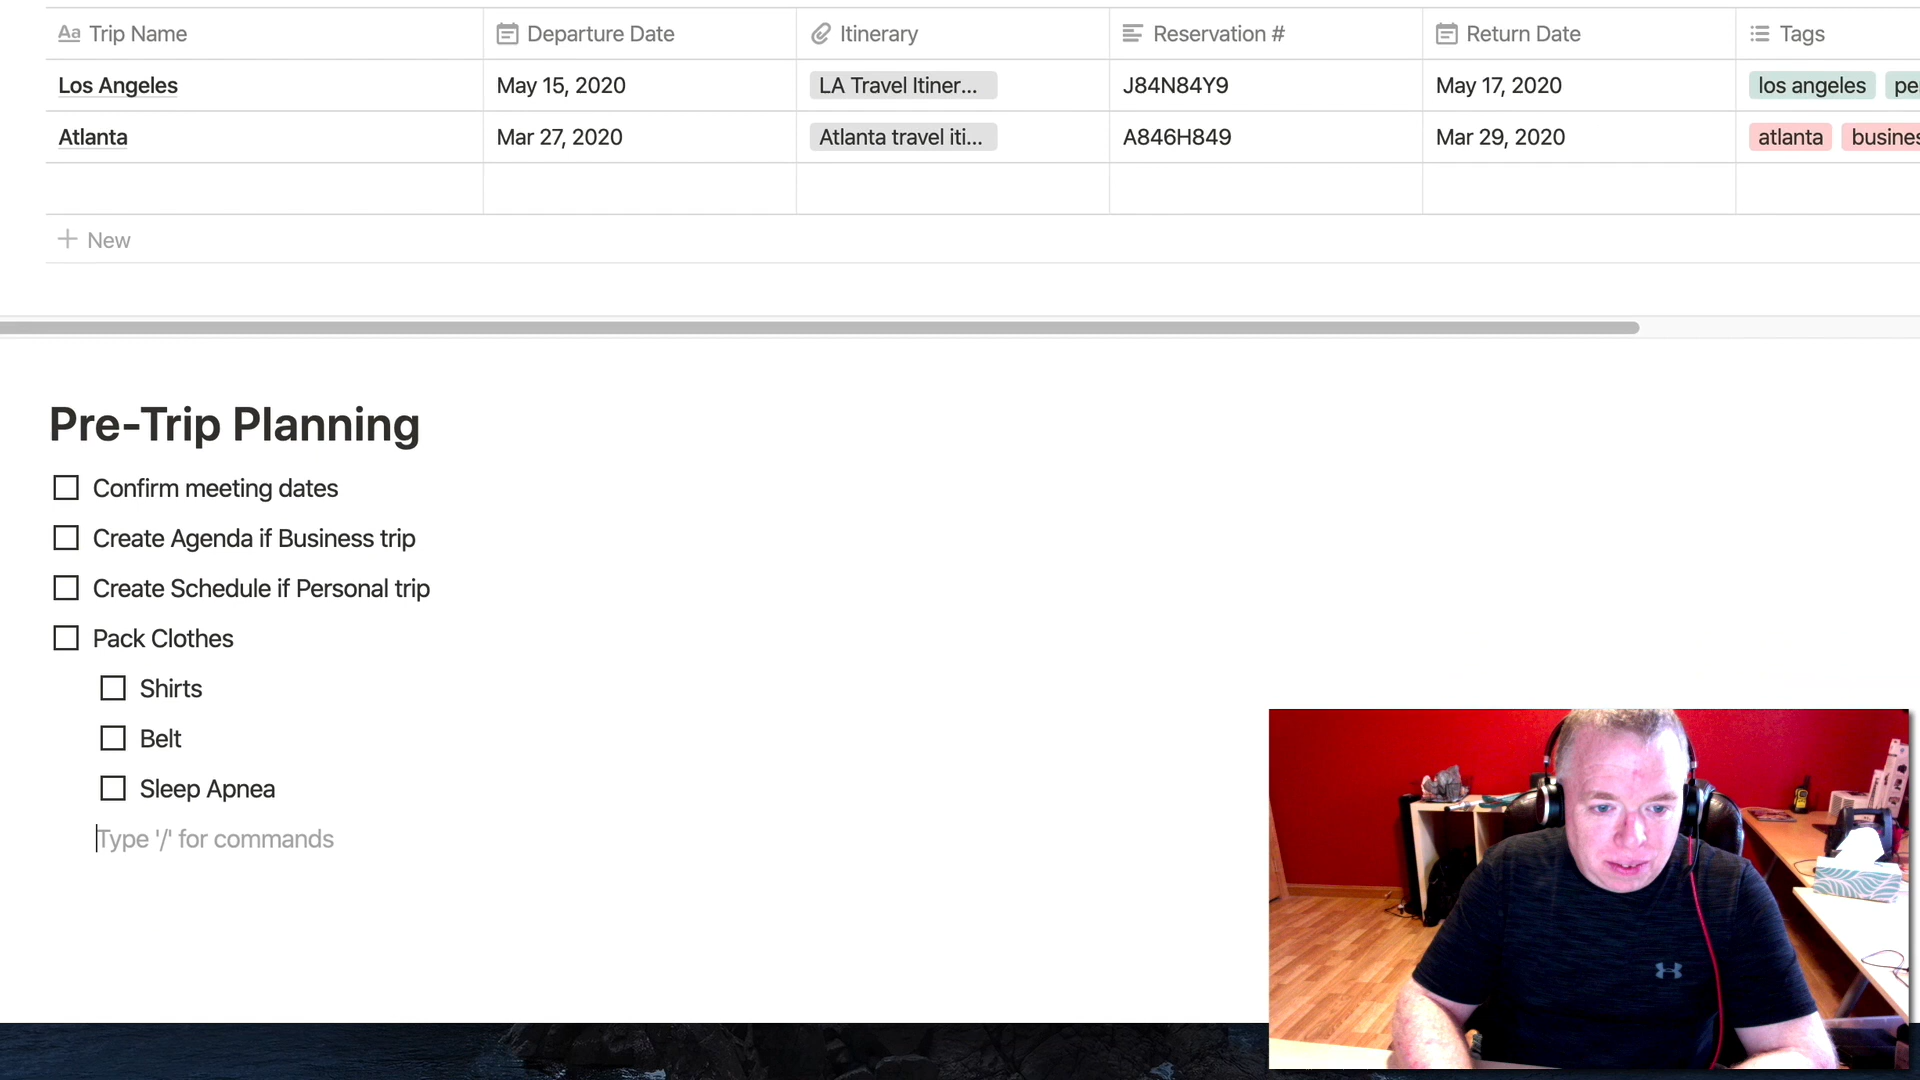 Aa Trip Name Departure Date Itinerary Reservation # Return Date Tags
Los Angeles May 15, 2020 LA Travel Itiner... J84N84Y9 May 17, 2020 los angeles pe
Atlanta Mar 27, 2020 Atlanta travel iti... A846H849 Mar 29, 2020 atlanta busines
+ New
Pre-Trip Planning
Confirm meeting dates
Create Agenda if Business trip
Create Schedule if Personal trip
Pack Clothes
Shirts
Belt
Sleep Apnea
Type '/' for commands